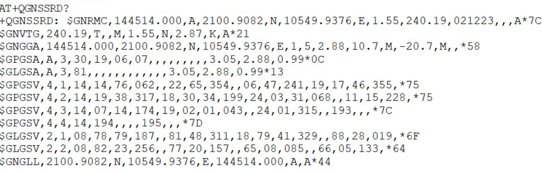 AT+QGNSSRD?
+QGNSSRD: $GNRMC,144514.000,A,2100.9082,N,10549.9376,E,1.55,240.19,021223,,,A*7C
$GNVTG,240.19,T,,M,1.55,N,2.87,K,A*21
$GNGGA,144514.000,2100.9082,N,10549.9376,E,1,5,2.88,10.7,M,-20.7,M,,*58
$GPGSA,A,3,30,19,06,07,,,,,,,,,3.05,2.88,0.99*0C
$GLGSA,A,3,81,,,,,,,,,,,,3.05,2.88,0.99*13
$GPGSV,4,1,14,14,76,062,,22,65,354,,06,47,241,19,17,46,355,*75
$GPGSV,4,2,14,19,38,317,18,30,34,199,24,03,31,068,,11,15,228,*75
$GPGSV,4,3,14,07,14,174,19,02,01,043,,24,01,315,,193,,,*7C
$GPGSV,4,4,14,194,,,,195,,,*7D
$GLGSV,2,1,08,79,187,,81,48,311,18,79,41,329,,88,28,019,*6F
$GLGSV,2,2,08,82,23,256,,77,20,157,,65,08,085,,66,05,133,*64
$GNGLL,2100.9082,N,10549.9376,E,144514.000,A,A*44